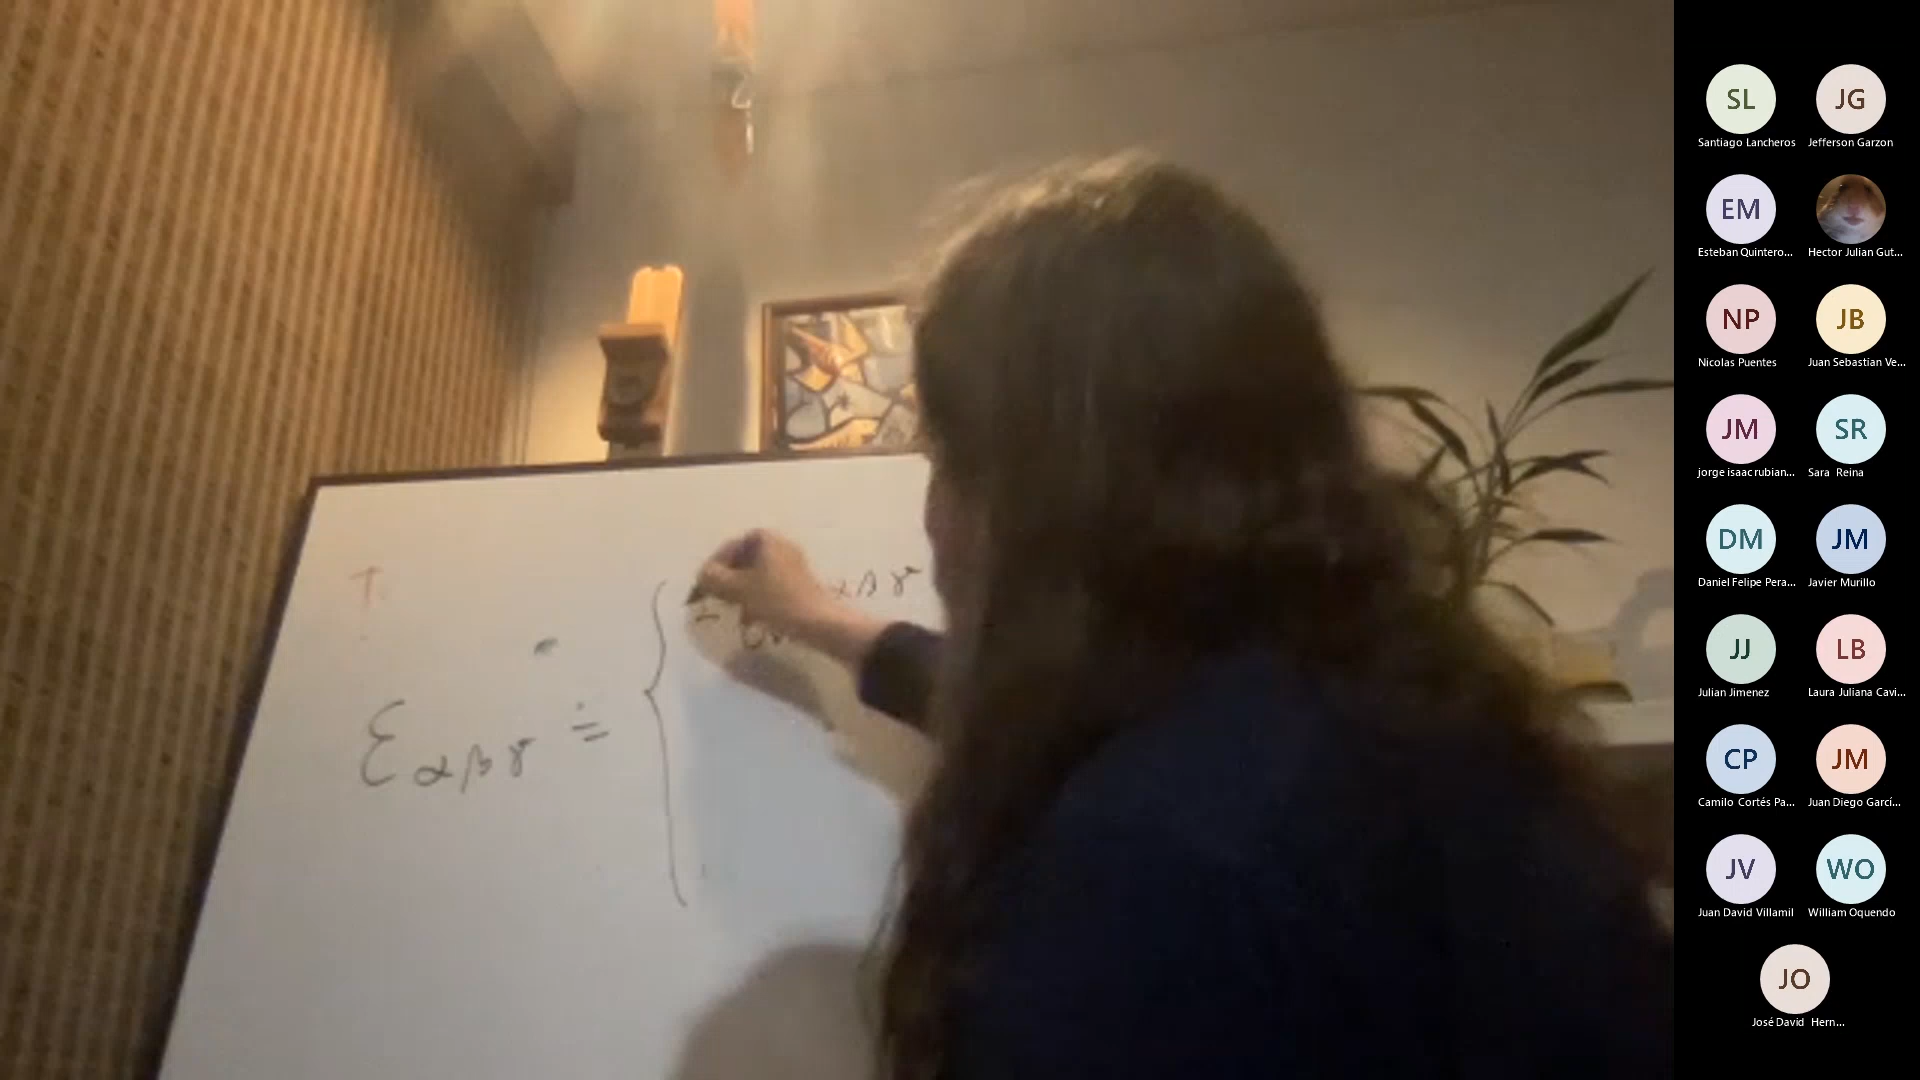 SL JG
Santiago Lancheros Jefferson Garzon
EM
Esteban Quintero... Hector Julian Gut...
NP JB
Nicolas Puentes Juan Sebastian Ve...
JM SR
jorge isaac rubian... Sara Reina
DM JM
Daniel Felipe Pera... Javier Murillo
JJ LB
Julian Jimenez Laura Juliana Cavi...
CP JM
Camilo Cortés Pa... Juan Diego Garcí...
JV WO
Juan David Villamil William Oquendo
JO
José David Hern...
αβγ
ε αβγ ≐ {